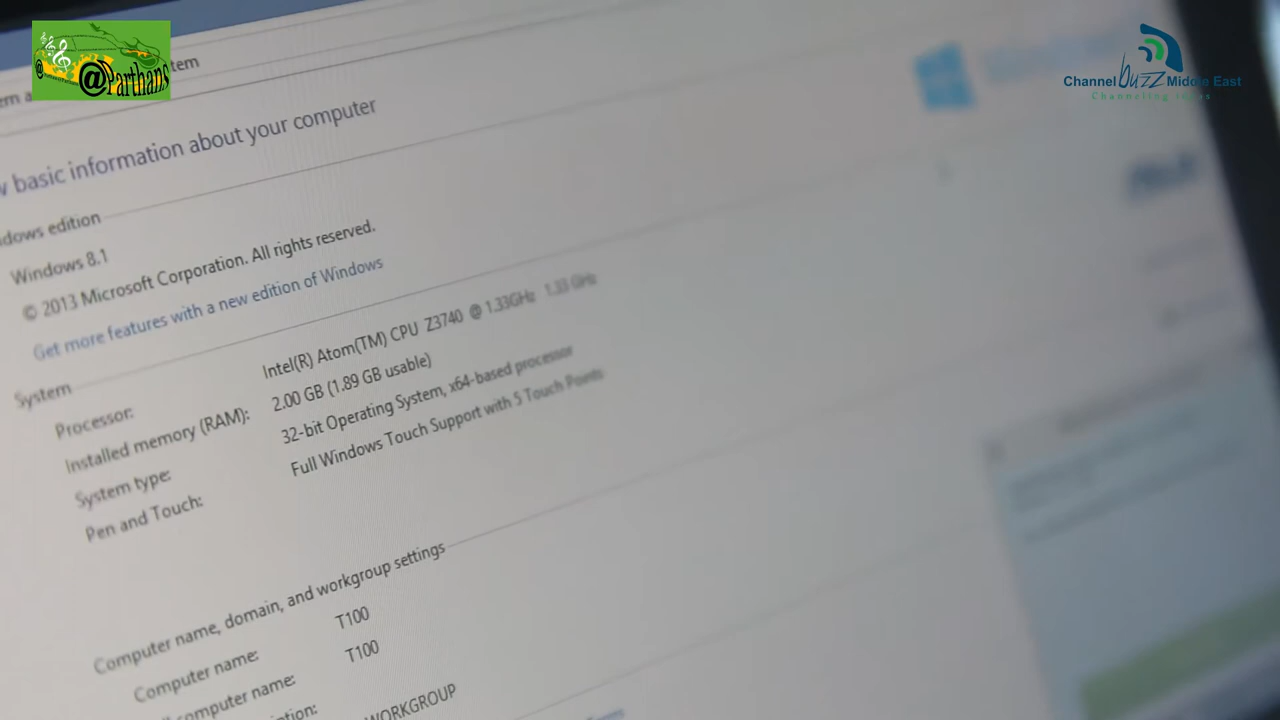 @Parthans
Channel buzz Middle East
Channeling ideas
tem
basic information about your computer
dows edition
Windows 8.1
© 2013 Microsoft Corporation. All rights reserved.
Get more features with a new edition of Windows
System
Processor: Intel(R) Atom(TM) CPU Z3740 @ 1.33GHz 1.33 GHz
Installed memory (RAM): 2.00 GB (1.89 GB usable)
System type: 32-bit Operating System, x64-based processor
Pen and Touch: Full Windows Touch Support with 5 Touch Points
Computer name, domain, and workgroup settings
Computer name: T100
computer name: T100
WORKGROUP